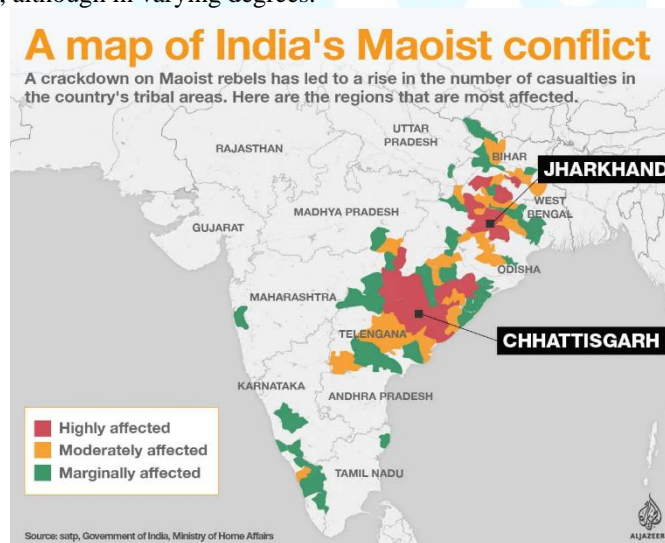 , although in varying degrees.
A map of India's Maoist conflict
A crackdown on Maoist rebels has led to a rise in the number of casualties in
the country's tribal areas. Here are the regions that are most affected.
UTTAR
PRADESH
RAJASTHAN
BIHAR
JHARKHAND
WEST
BENGAL
MADHYA PRADESH
GUJARAT
ODISHA
MAHARASHTRA
TELENGANA
CHHATTISGARH
KARNATAKA
ANDHRA PRADESH
Highly affected
Moderately affected
Marginally affected
TAMIL NADU
Source: satp, Government of India, Ministry of Home Affairs
ALJAZEER